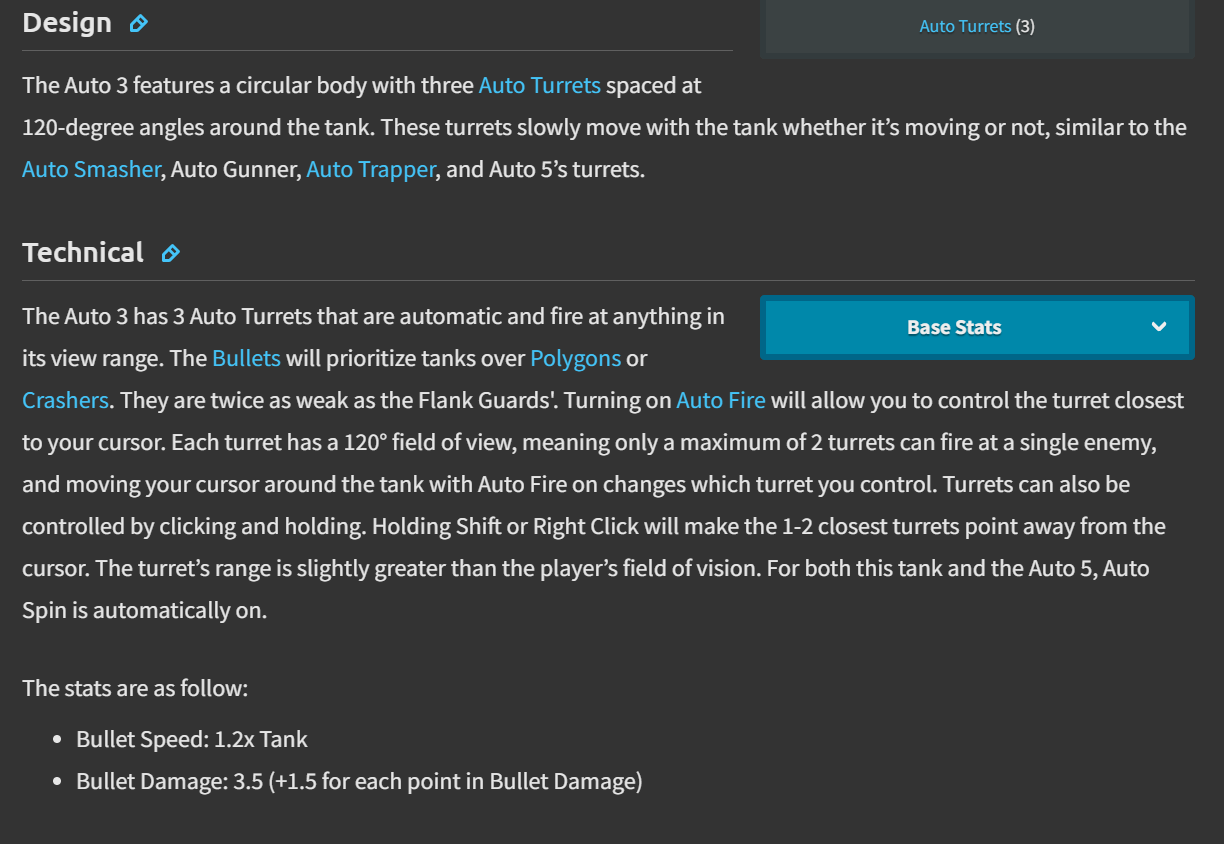 Design
Auto Turrets (3)
The Auto 3 features a circular body with three Auto Turrets spaced at
120-degree angles around the tank. These turrets slowly move with the tank whether it’s moving or not, similar to the
Auto Smasher, Auto Gunner, Auto Trapper, and Auto 5’s turrets.
Technical
The Auto 3 has 3 Auto Turrets that are automatic and fire at anything in
its view range. The Bullets will prioritize tanks over Polygons or
Base Stats
Crashers. They are twice as weak as the Flank Guards'. Turning on Auto Fire will allow you to control the turret closest
to your cursor. Each turret has a 120° field of view, meaning only a maximum of 2 turrets can fire at a single enemy,
and moving your cursor around the tank with Auto Fire on changes which turret you control. Turrets can also be
controlled by clicking and holding. Holding Shift or Right Click will make the 1-2 closest turrets point away from the
cursor. The turret’s range is slightly greater than the player’s field of vision. For both this tank and the Auto 5, Auto
Spin is automatically on.
The stats are as follow:
• Bullet Speed: 1.2x Tank
• Bullet Damage: 3.5 (+1.5 for each point in Bullet Damage)